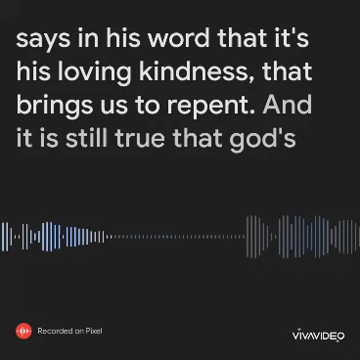 says in his word that it's
his loving kindness, that
brings us to repent. And
it is still true that god's
Recorded on Pixel
VIVAVIDEO